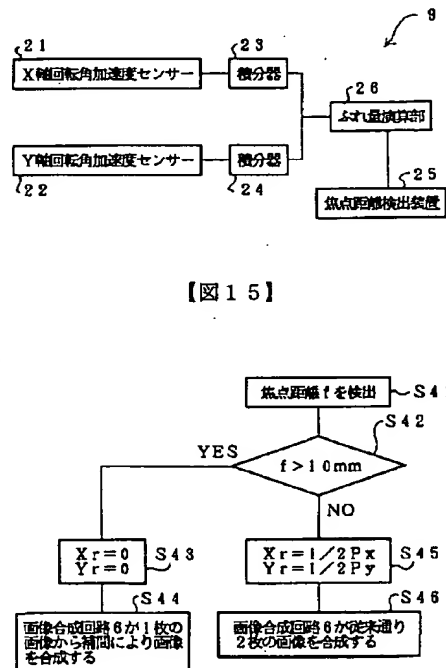 9
21
X軸回転角加速度センサー
23
積分器
26
ぶれ量演算部
Y軸回転角加速度センサー
22
積分器
24
25
焦点距離検出装置
【図15】
焦点距離fを検出
S4
S42
YES
f>10mm
NO
Xr=0
Yr=0
S43
Xr=1/2Px
Yr=1/2Py
S45
S44
S46
画像合成回路6が1枚の
画像から補間により画像
を合成する
画像合成回路6が従来通り
2枚の画像を合成する